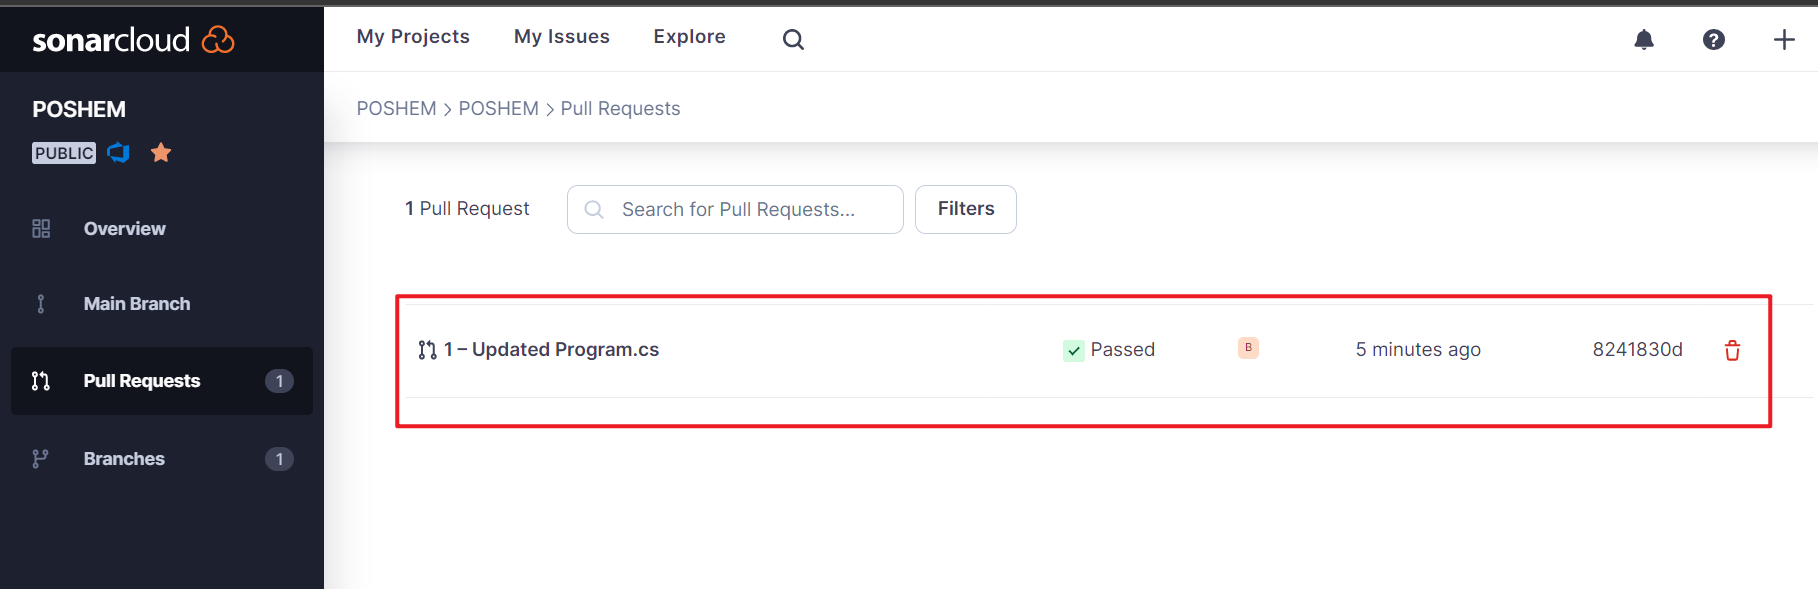 sonarcloud
My Projects My Issues Explore
POSHEM
PUBLIC
Overview
Main Branch
Pull Requests 1
Branches 1
POSHEM > POSHEM > Pull Requests
1 Pull Request Search for Pull Requests... Filters
1 – Updated Program.cs Passed B 5 minutes ago 8241830d